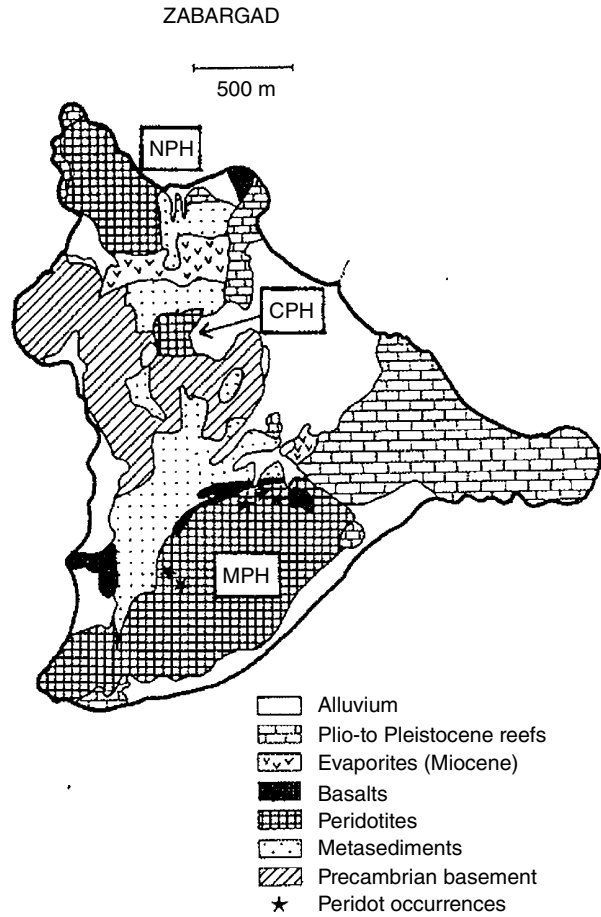 ZABARGAD
500 m
NPH
CPH
MPH
Alluvium
Plio-to Pleistocene reefs
Evaporites (Miocene)
Basalts
Peridotites
Metasediments
Precambrian basement
Peridot occurrences